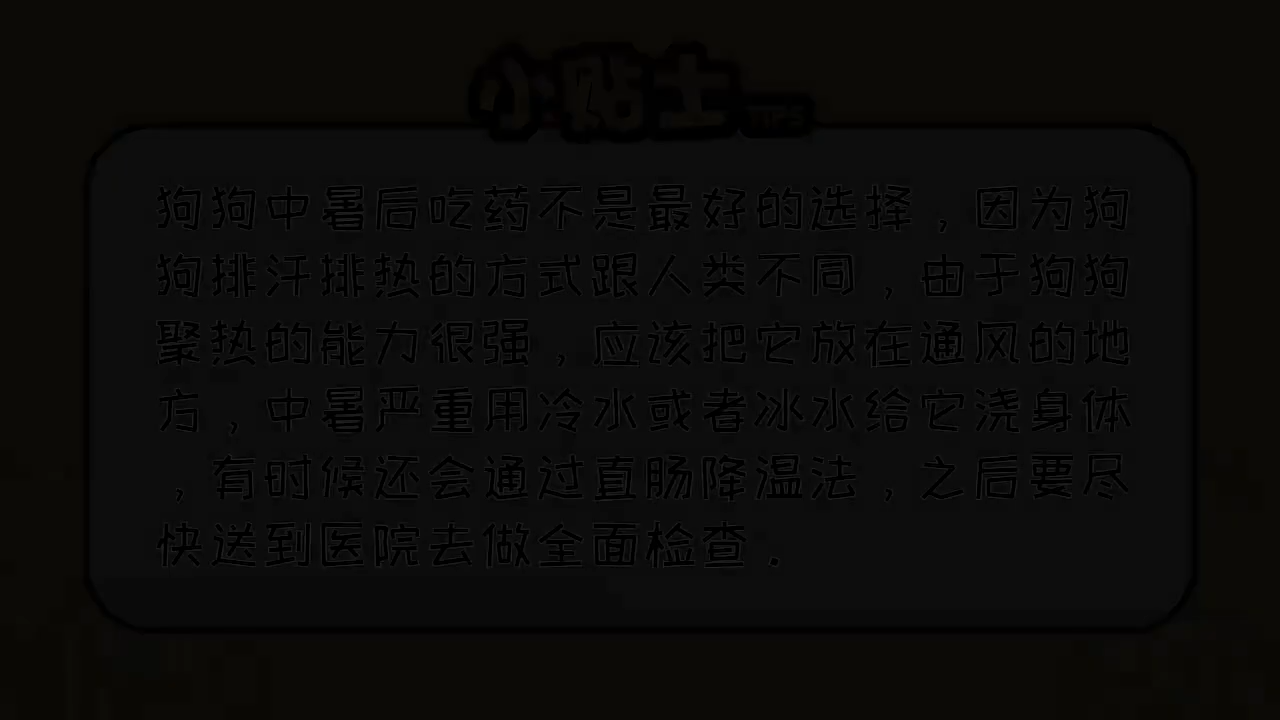 小贴士 TIPS
狗狗中暑后吃药不是最好的选择，因为狗
狗排汗排热的方式跟人类不同，由于狗狗
聚热的能力很强，应该把它放在通风的地
方，中暑严重用冷水或者冰水给它浇身体
，有时候还会通过直肠降温法，之后要尽
快送到医院去做全面检查．